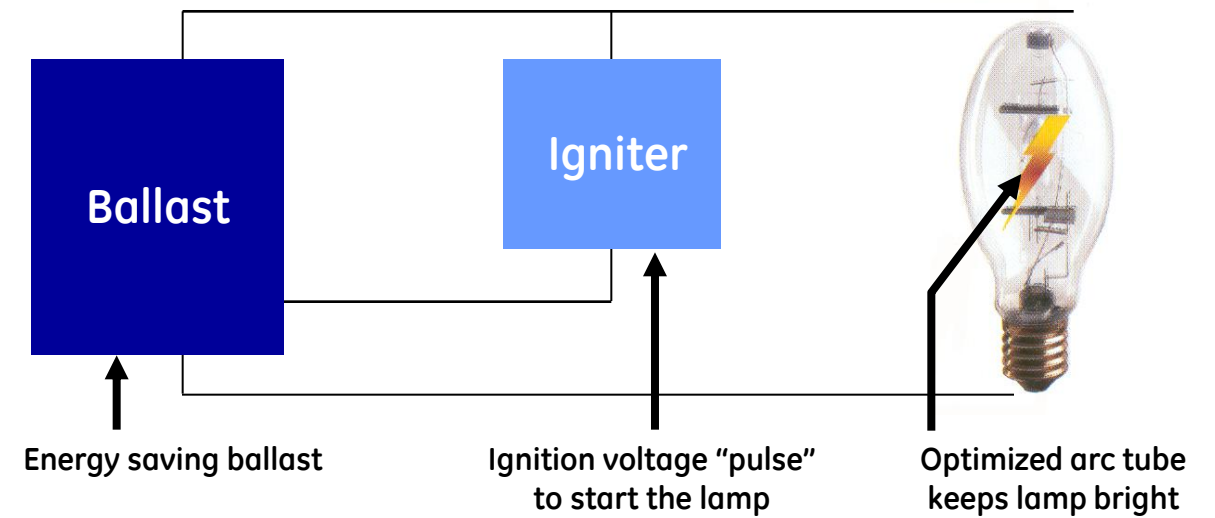 Ballast
Igniter
Energy saving ballast
Ignition voltage “pulse”
to start the lamp
Optimized arc tube
keeps lamp bright